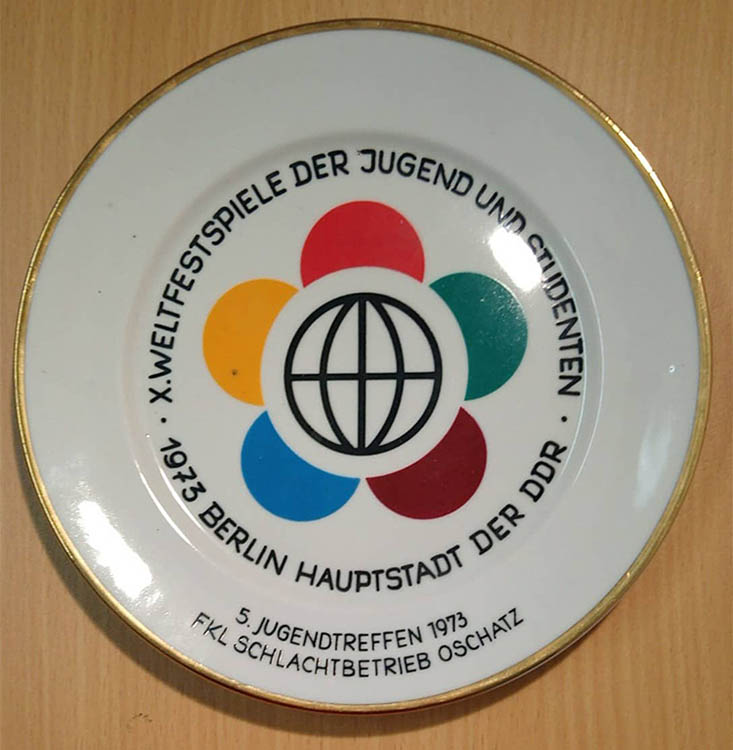 X. WELTFESTSPIELE DER JUGEND UND STUDENTEN
· 1973 BERLIN HAUPTSTADT DER DDR ·
5. JUGENDTREFFEN 1973
FKL SCHLACHTBETRIEB OSCHATZ